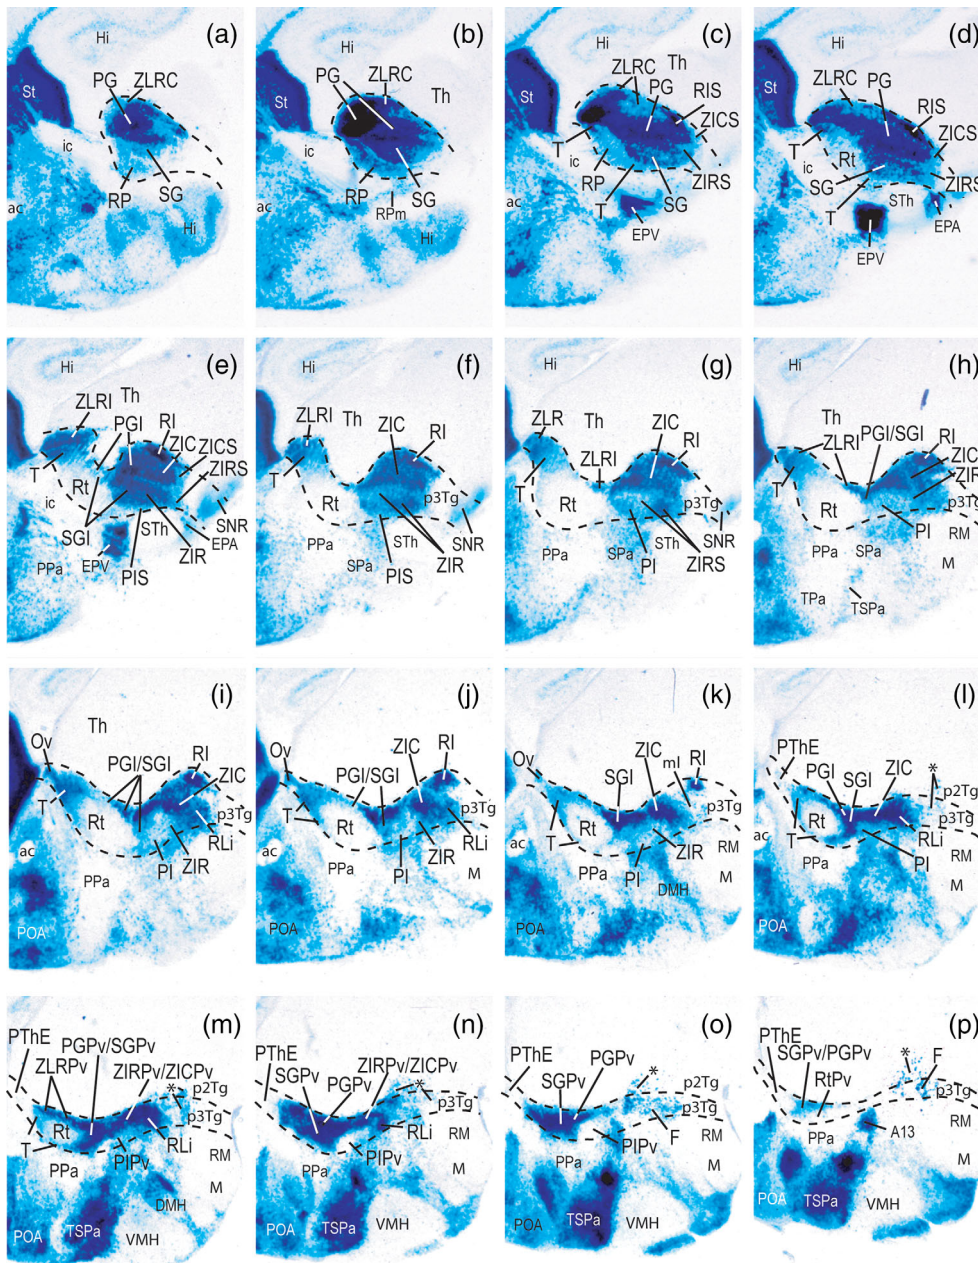 (a)
Hi
PG ZLRC
St
ic
RP SG
ac
Hi
(b)
Hi
PG ZLRC
Th
St
ic
RP
RPm
SG
ac
Hi
(c)
Hi
ZLRC Th
PG
RIS
ZICS
St
T
ic
RP
ZIRS
T
SG
ac
EPV
(d)
Hi
ZLRC
PG
RIS
ZICS
St
T
ic
Rt
SG
ZIRS
STh
T
ac
EPA
EPV
(e)
Hi
Th
ZLRI
PGI
RI
ZIC
ZICS
ZIRS
T
Rt
ic
SNR
SGI
STh
EPA
PPa
EPV
ZIR
PIS
(f)
Hi
ZLRI
Th
ZIC
RI
T
Rt
p3Tg
STh
SNR
SPa
ZIR
PIS
(g)
Hi
ZLR
Th
ZLRI
ZIC
RI
T
Rt
p3Tg
PPa
STh
SNR
SPa
PI
ZIRS
(h)
Hi
Th
ZLRI
PGI/SGI
RI
ZIC
ZIR
T
Rt
p3Tg
PI
RM
PPa
SPa
M
TPa
TSPa
(i)
Th
Ov
PGI/SGI
RI
ZIC
T
Rt
p3Tg
RLi
ac
PI
ZIR
PPa
POA
(j)
Ov
ZIC
RI
PGI/SGI
T
Rt
p3Tg
RLi
ac
PI
ZIR
PPa
M
POA
(k)
Ov
ZIC
ml
RI
SGI
p3Tg
T
Rt
ac
PPa
PI
ZIR
RM
DMH
M
POA
(l)
PThE
PGI
SGI
ZIC
*
p2Tg
p3Tg
Rt
T
RLi
ac
PPa
PI
RM
M
POA
(m)
PThE
PGPv/SGPv
ZLRPv
ZIRPv/ZICPv
*
p2Tg
p3Tg
Rt
T
RLi
PIPv
RM
PPa
M
DMH
POA
TSPa
VMH
(n)
PThE
SGPv
PGPv
ZIRPv/ZICPv
*
p2Tg
p3Tg
RLi
PIPv
RM
PPa
M
POA
TSPa
VMH
(o)
PThE
PGPv
SGPv
*
p2Tg
p3Tg
PIPv
F
RM
PPa
M
POA
TSPa
VMH
(p)
PThE
SGPv/PGPv
RtPv
*
F
p2Tg
p3Tg
PPa
A13
RM
M
POA
TSPa
VMH